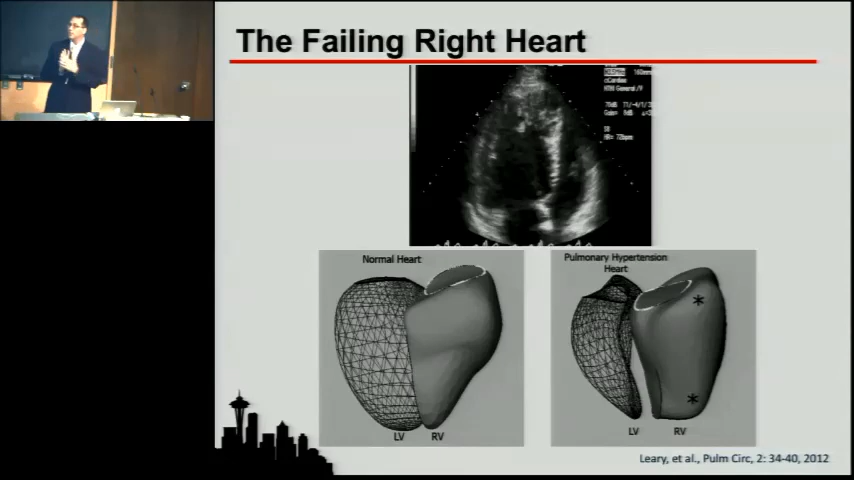 The Failing Right Heart
Normal Heart
LV
RV
Pulmonary Hypertension
Heart
*
*
LV
RV
Leary, et al., Pulm Circ, 2: 34-40, 2012